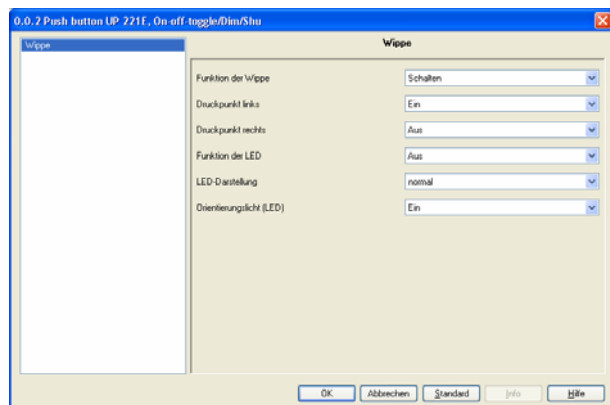 0.0.2 Push button UP 221E, On-off-toggle/Dim/Shu
Wippe
Wippe
Funktion der Wippe Schalten
Druckpunkt links Ein
Druckpunkt rechts Aus
Funktion der LED Aus
LED-Darstellung normal
Orientierungslicht (LED) Ein
OK Abbrechen Standard Info Hilfe